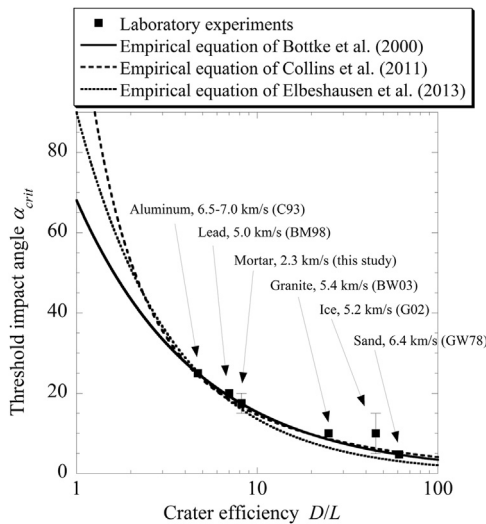 Laboratory experiments
Empirical equation of Bottke et al. (2000)
Empirical equation of Collins et al. (2011)
Empirical equation of Elbeshausen et al. (2013)
80
60
40
20
0
Threshold impact angle α_crit
Aluminum, 6.5-7.0 km/s (C93)
Lead, 5.0 km/s (BM98)
Mortar, 2.3 km/s (this study)
Granite, 5.4 km/s (BW03)
Ice, 5.2 km/s (G02)
Sand, 6.4 km/s (GW78)
1 10 100
Crater efficiency D/L